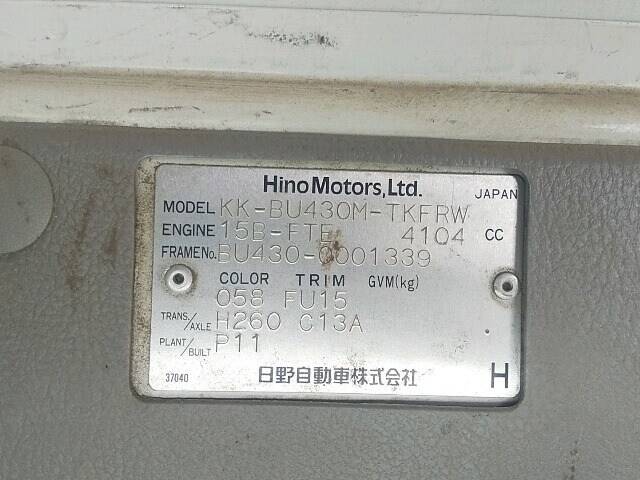 Hino Motors, Ltd.
JAPAN
MODEL KK-BU430M-TKFRW
ENGINE 15B-FTE 4104 CC
FRAME NO. BU430-0001339
COLOR TRIM GVM(kg)
058 FU15
TRANS./AXLE H260 C13A
PLANT/BUILT P11
37040 日野自動車株式会社 H